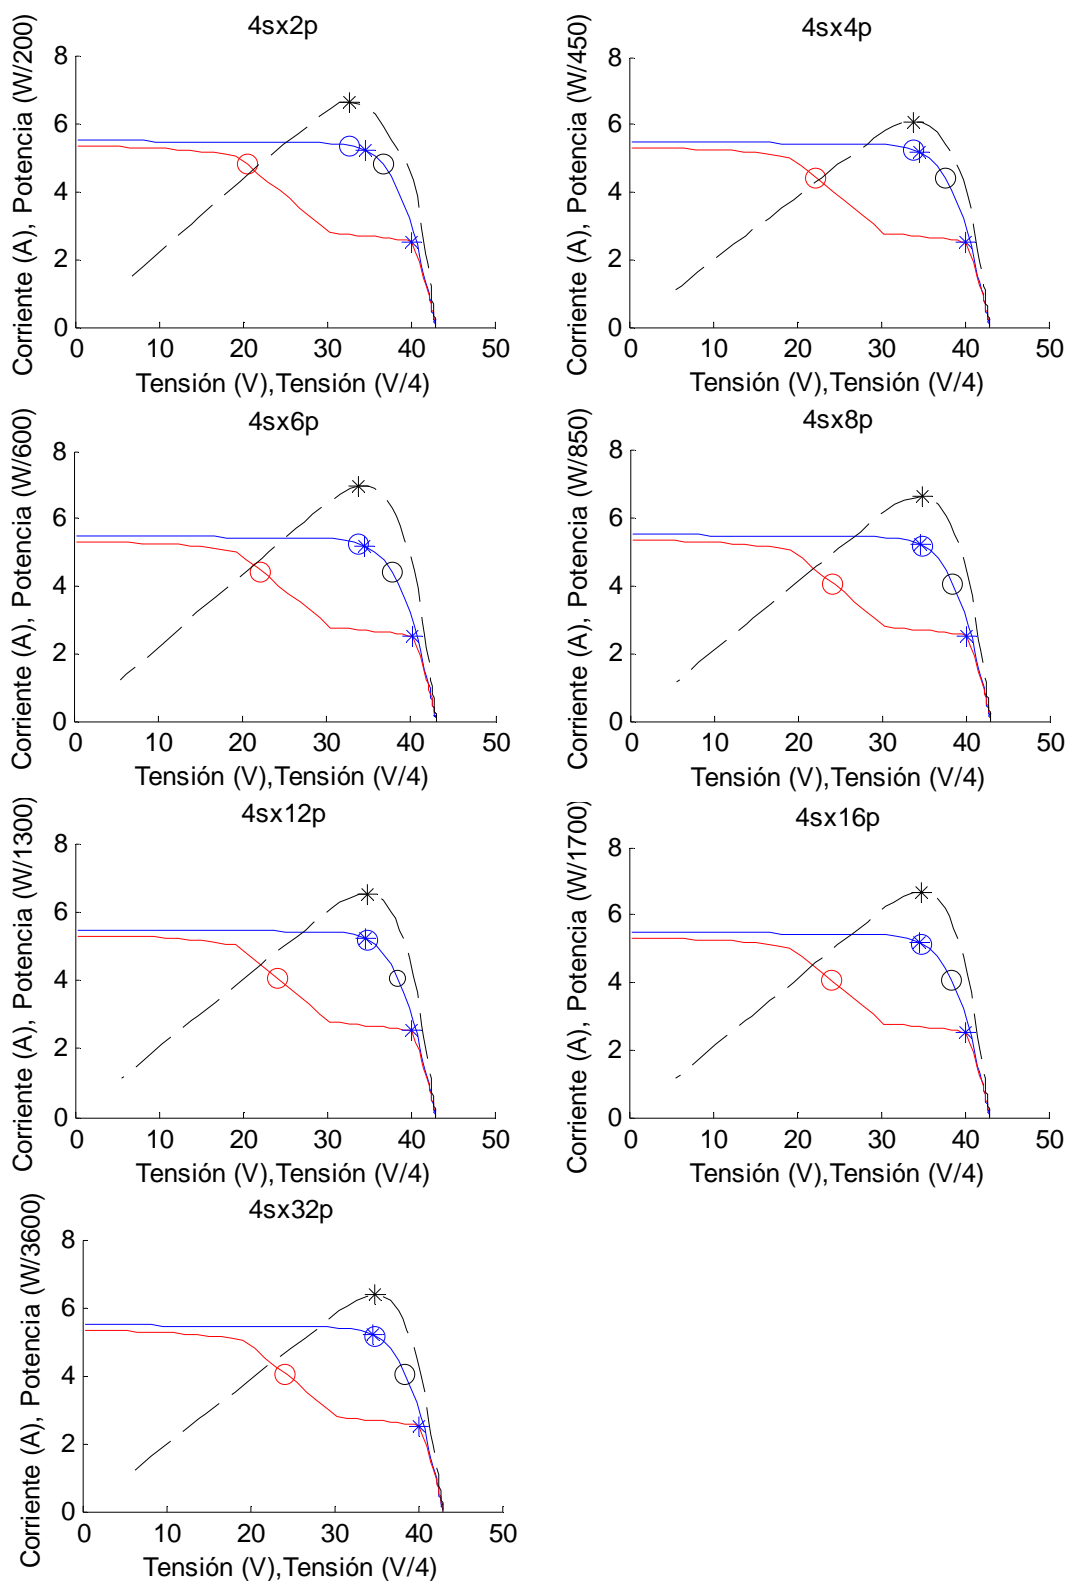 4sx2p
Corriente (A), Potencia (W/200)
8
6
4
2
0
0 10 20 30 40 50
Tensión (V),Tensión (V/4)
4sx4p
Corriente (A), Potencia (W/450)
8
6
4
2
0
0 10 20 30 40 50
Tensión (V),Tensión (V/4)
4sx6p
Corriente (A), Potencia (W/600)
8
6
4
2
0
0 10 20 30 40 50
Tensión (V),Tensión (V/4)
4sx8p
Corriente (A), Potencia (W/850)
8
6
4
2
0
0 10 20 30 40 50
Tensión (V),Tensión (V/4)
4sx12p
Corriente (A), Potencia (W/1300)
8
6
4
2
0
0 10 20 30 40 50
Tensión (V),Tensión (V/4)
4sx16p
Corriente (A), Potencia (W/1700)
8
6
4
2
0
0 10 20 30 40 50
Tensión (V),Tensión (V/4)
4sx32p
Corriente (A), Potencia (W/3600)
8
6
4
2
0
0 10 20 30 40 50
Tensión (V),Tensión (V/4)